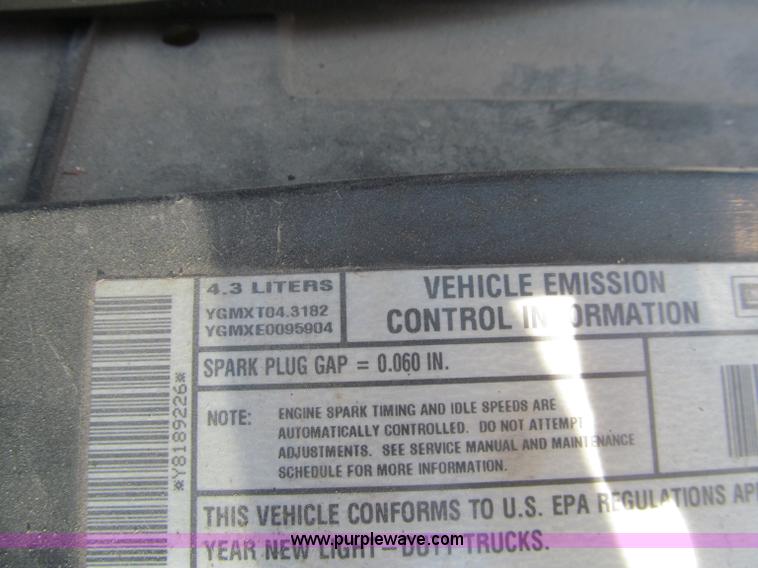 4.3 LITERS
YGMXT04.3182
YGMXE0095904
VEHICLE EMISSION
CONTROL INFORMATION
SPARK PLUG GAP = 0.060 IN.
NOTE: ENGINE SPARK TIMING AND IDLE SPEEDS ARE
AUTOMATICALLY CONTROLLED. DO NOT ATTEMPT
ADJUSTMENTS. SEE SERVICE MANUAL AND MAINTENANCE
SCHEDULE FOR MORE INFORMATION.
*Y8189226*
THIS VEHICLE CONFORMS TO U.S. EPA REGULATIONS AP
YEAR NEW LIGHT-DUTY TRUCKS.
www.purplewave.com